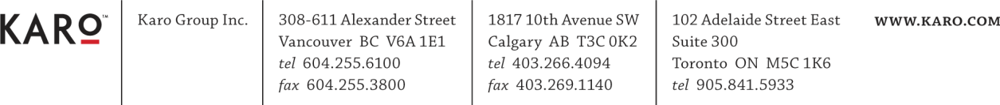 KARO™
Karo Group Inc.
308-611 Alexander Street
Vancouver BC V6A 1E1
tel 604.255.6100
fax 604.255.3800
1817 10th Avenue SW
Calgary AB T3C 0K2
tel 403.266.4094
fax 403.269.1140
102 Adelaide Street East
Suite 300
Toronto ON M5C 1K6
tel 905.841.5933
WWW.KARO.COM